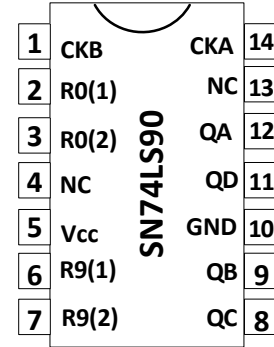 1 CKB CKA 14
2 R0(1) NC 13
3 R0(2) QA 12
4 NC QD 11
5 Vcc GND 10
6 R9(1) QB 9
7 R9(2) QC 8
SN74LS90